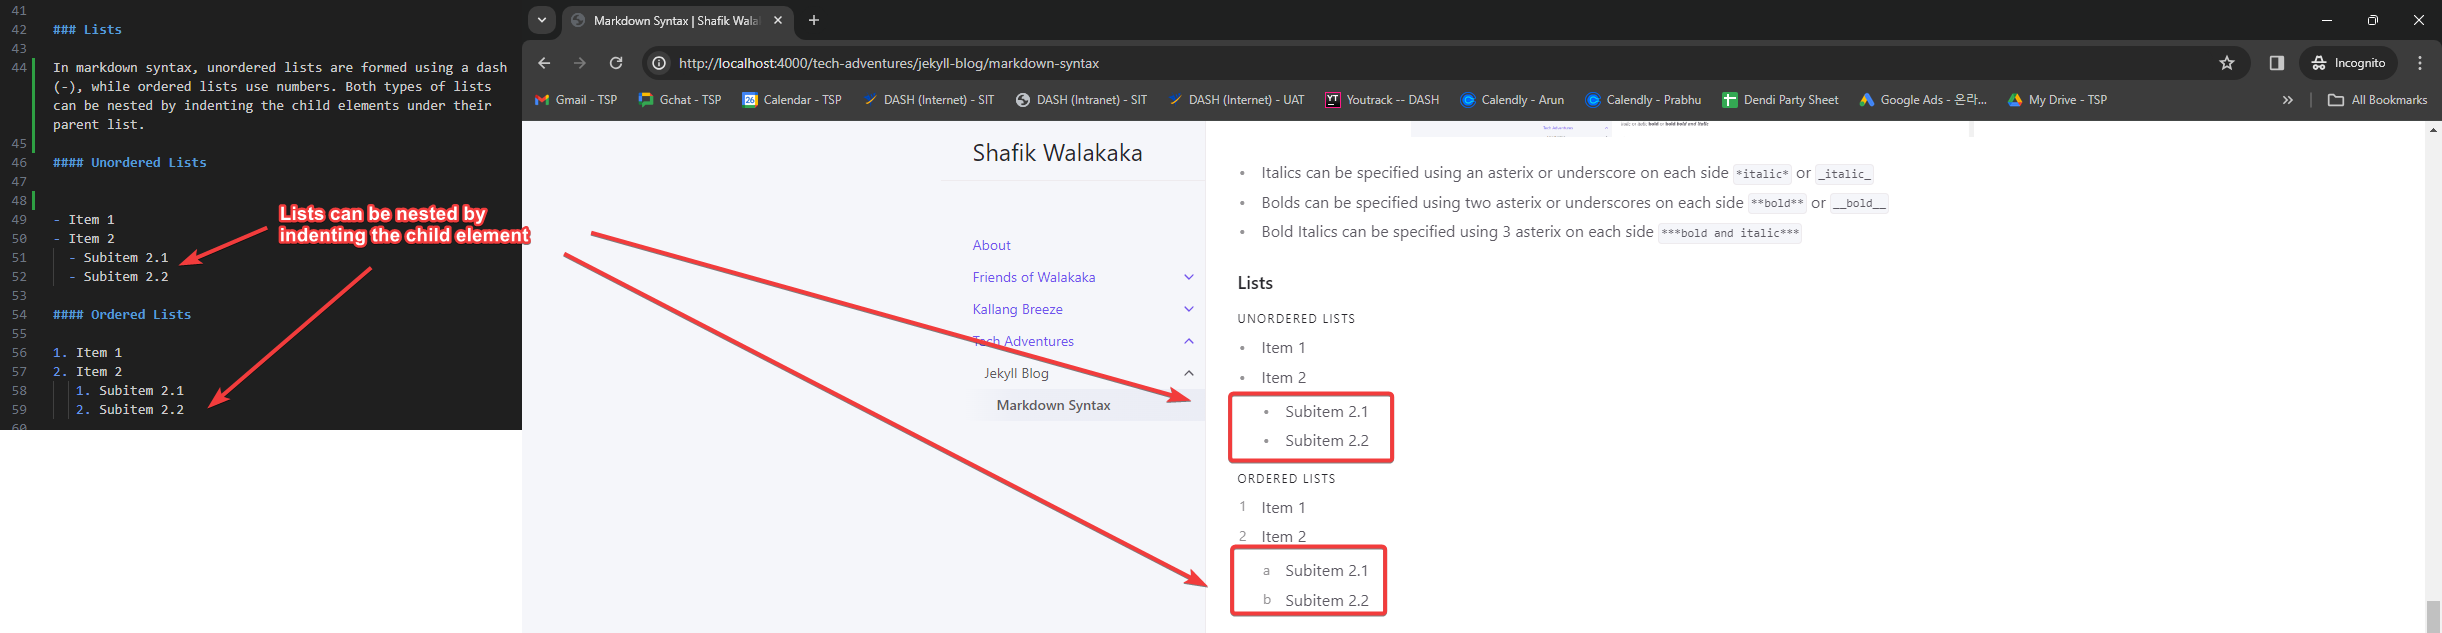 41
42 ### Lists
43
44 In markdown syntax, unordered lists are formed using a dash
(-), while ordered lists use numbers. Both types of lists
can be nested by indenting the child elements under their
parent list.
45
46 #### Unordered Lists
47
48
49 - Item 1
50 - Item 2
51 - Subitem 2.1
52 - Subitem 2.2
53
54 #### Ordered Lists
55
56 1. Item 1
57 2. Item 2
58 1. Subitem 2.1
59 2. Subitem 2.2
60
Lists can be nested by
indenting the child element
Markdown Syntax | Shafik Wala
http://localhost:4000/tech-adventures/jekyll-blog/markdown-syntax
Incognito
Gmail - TSP
Gchat - TSP
26 Calendar - TSP
DASH (Internet) - SIT
DASH (Intranet) - SIT
DASH (Internet) - UAT
YT Youtrack -- DASH
Calendly - Arun
Calendly - Prabhu
Dendi Party Sheet
Google Ads - 온라...
My Drive - TSP
All Bookmarks
Shafik Walakaka
About
Friends of Walakaka
Kallang Breeze
Tech Adventures
Jekyll Blog
Markdown Syntax
Tech Adventures
• Italics can be specified using an asterix or underscore on each side *italic* or _italic_
• Bolds can be specified using two asterix or underscores on each side **bold** or __bold__
• Bold Italics can be specified using 3 asterix on each side ***bold and italic***
Lists
UNORDERED LISTS
• Item 1
• Item 2
• Subitem 2.1
• Subitem 2.2
ORDERED LISTS
1 Item 1
2 Item 2
a Subitem 2.1
b Subitem 2.2